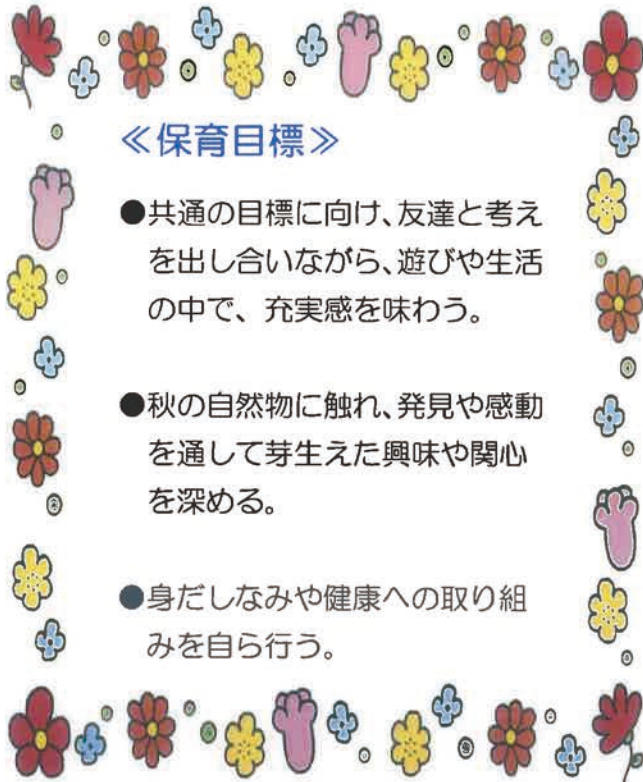 ≪保育目標≫
●共通の目標に向け、友達と考え
を出し合いながら、遊びや生活
の中で、充実感を味わう。
●秋の自然物に触れ、発見や感動
を通して芽生えた興味や関心
を深める。
●身だしなみや健康への取り組
みを自ら行う。